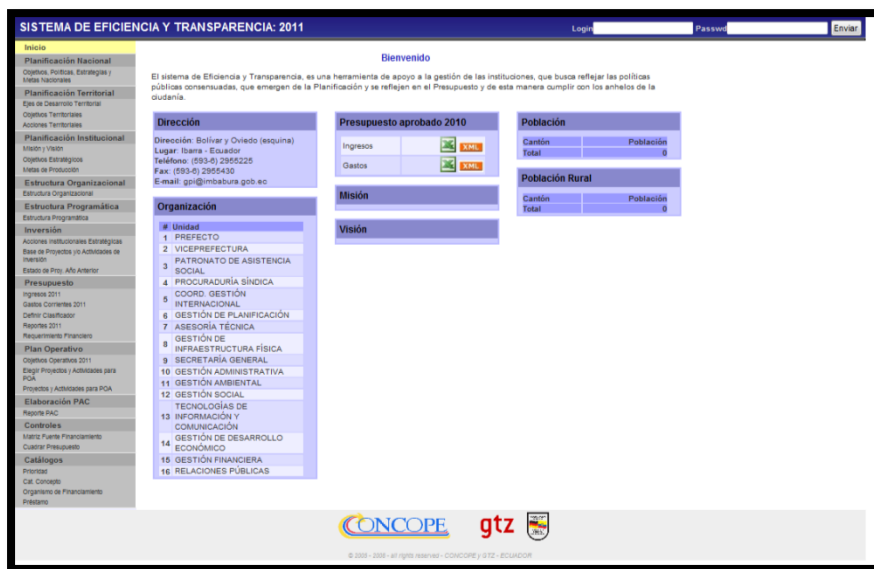 SISTEMA DE EFICIENCIA Y TRANSPARENCIA: 2011
Login
Passwd
Enviar
Inicio
Planificación Nacional
Objetivos, Políticas, Estrategias y
Metas Nacionales
Planificación Territorial
Ejes de Desarrollo Territorial
Objetivos Territoriales
Acciones Territoriales
Planificación Institucional
Misión y Visión
Objetivos Estratégicos
Metas de Producción
Estructura Organizacional
Estructura Organizacional
Estructura Programática
Estructura Programática
Inversión
Acciones Institucionales Estratégicas
Base de Proyectos y/o Actividades de
Inversión
Estado de Proy. Año Anterior
Presupuesto
Ingresos 2011
Gastos Corrientes 2011
Definir Clasificador
Reportes 2011
Requerimiento Financiero
Plan Operativo
Objetivos Operativos 2011
Elegir Proyectos y Actividades para
POA
Proyectos y Actividades para POA
Elaboración PAC
Reporte PAC
Controles
Matriz Fuente Financiamiento
Cuadrar Presupuesto
Catálogos
Prioridad
Cat. Concepto
Organismo de Financiamiento
Préstamo
Bienvenido
El sistema de Eficiencia y Transparencia, es una herramienta de apoyo a la gestión de las instituciones, que busca reflejar las políticas
públicas consensuadas, que emergen de la Planificación y se reflejen en el Presupuesto y de esta manera cumplir con los anhelos de la
ciudanía.
Dirección
Dirección: Bolívar y Oviedo (esquina)
Lugar: Ibarra - Ecuador
Teléfono: (593-6) 2955225
Fax: (593-6) 2955430
E-mail: gpi@imbabura.gob.ec
Organización
# Unidad
1 PREFECTO
2 VICEPREFECTURA
3 PATRONATO DE ASISTENCIA
SOCIAL
4 PROCURADURÍA SÍNDICA
5 COORD. GESTIÓN
INTERNACIONAL
6 GESTIÓN DE PLANIFICACIÓN
7 ASESORÍA TÉCNICA
8 GESTIÓN DE
INFRAESTRUCTURA FÍSICA
9 SECRETARÍA GENERAL
10 GESTIÓN ADMINISTRATIVA
11 GESTIÓN AMBIENTAL
12 GESTIÓN SOCIAL
13 TECNOLOGÍAS DE
INFORMACIÓN Y
COMUNICACIÓN
14 GESTIÓN DE DESARROLLO
ECONÓMICO
15 GESTIÓN FINANCIERA
16 RELACIONES PÚBLICAS
Presupuesto aprobado 2010
Ingresos XML
Gastos XML
Misión
Visión
Población
Cantón Población
Total 0
Población Rural
Cantón Población
Total 0
CONCOPE gtz
all rights reserved - CONCOPE y GTZ - ECUADOR